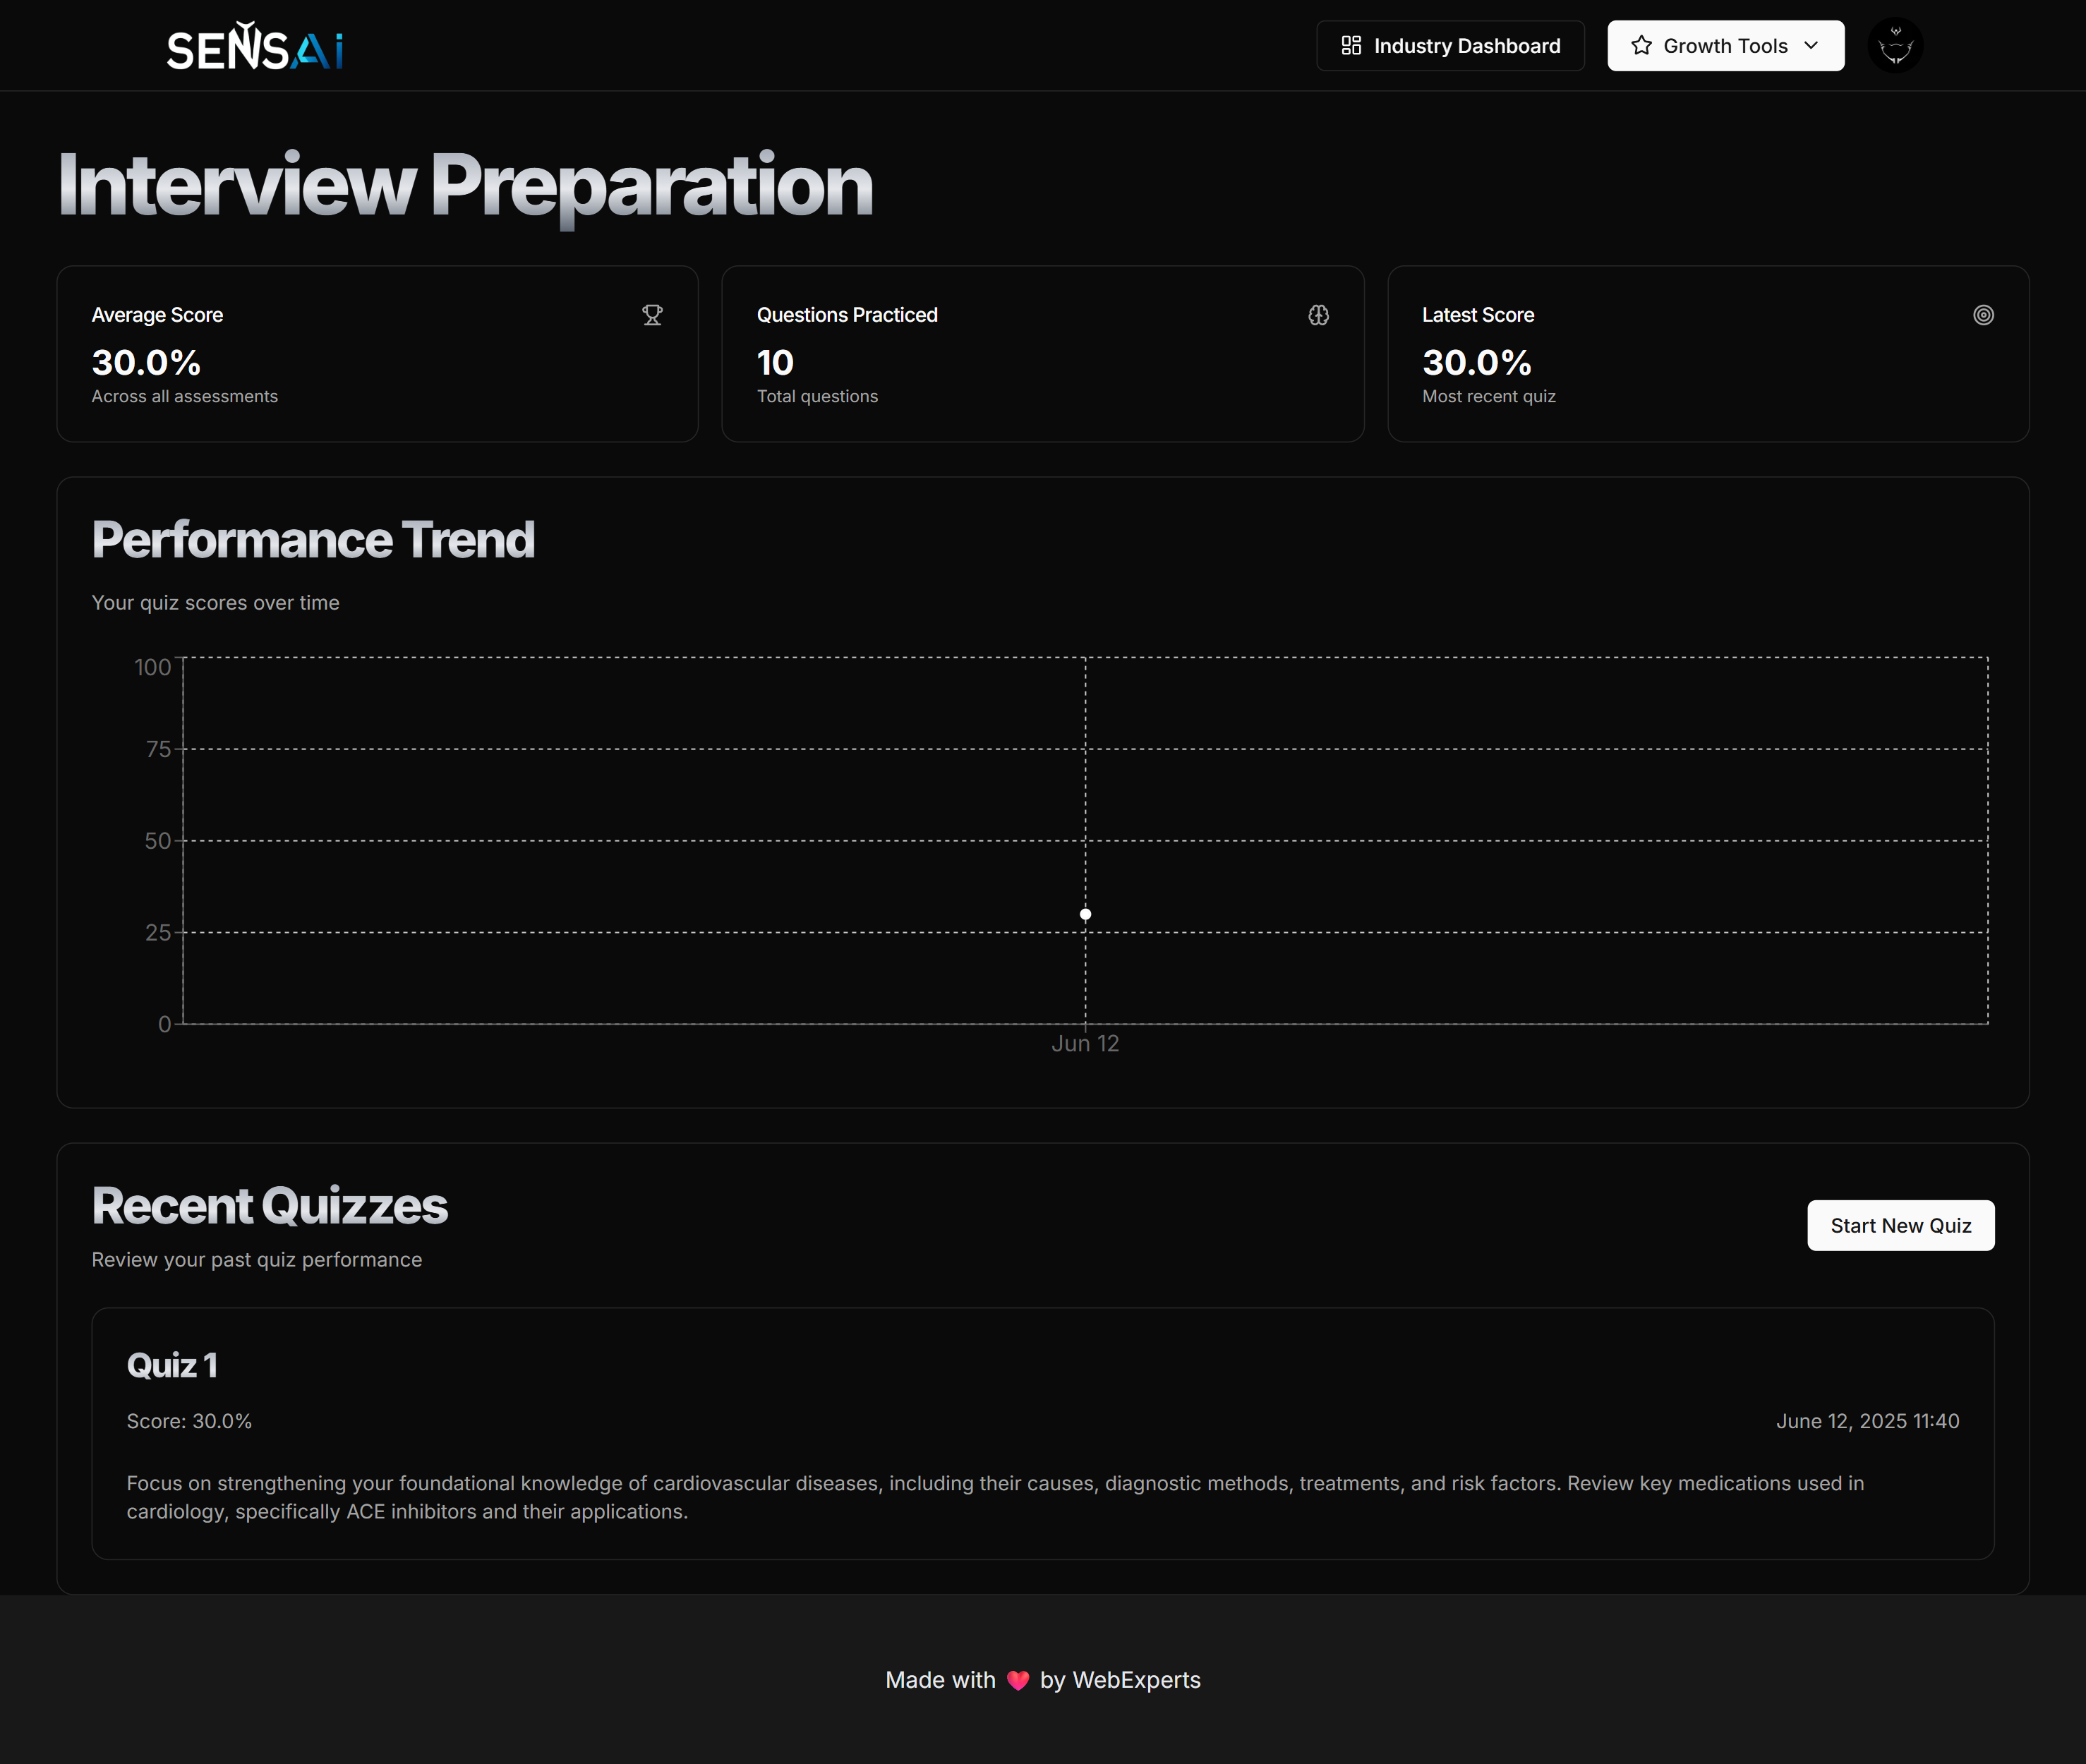 SENSAi
Industry Dashboard
Growth Tools
Interview Preparation
Average Score
30.0%
Across all assessments
Questions Practiced
10
Total questions
Latest Score
30.0%
Most recent quiz
Performance Trend
Your quiz scores over time
100
75
50
25
0
Jun 12
Recent Quizzes
Review your past quiz performance
Start New Quiz
Quiz 1
Score: 30.0%
June 12, 2025 11:40
Focus on strengthening your foundational knowledge of cardiovascular diseases, including their causes, diagnostic methods, treatments, and risk factors. Review key medications used in
cardiology, specifically ACE inhibitors and their applications.
Made with ❤️ by WebExperts